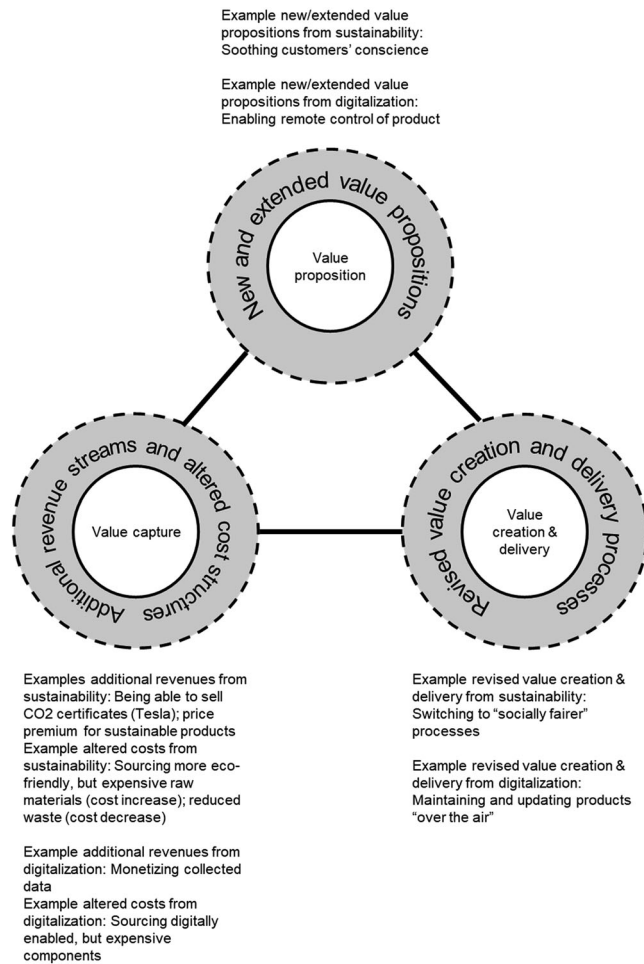 Example new/extended value
propositions from sustainability:
Soothing customers’ conscience
Example new/extended value
propositions from digitalization:
Enabling remote control of product
New and extended value propositions
Value
proposition
Additional revenue streams and altered cost structures
Value capture
Revised value creation and delivery processes
Value
creation &
delivery
Examples additional revenues from
sustainability: Being able to sell
CO2 certificates (Tesla); price
premium for sustainable products
Example altered costs from
sustainability: Sourcing more eco-
friendly, but expensive raw
materials (cost increase); reduced
waste (cost decrease)
Example additional revenues from
digitalization: Monetizing collected
data
Example altered costs from
digitalization: Sourcing digitally
enabled, but expensive
components
Example revised value creation &
delivery from sustainability:
Switching to “socially fairer”
processes
Example revised value creation &
delivery from digitalization:
Maintaining and updating products
“over the air”